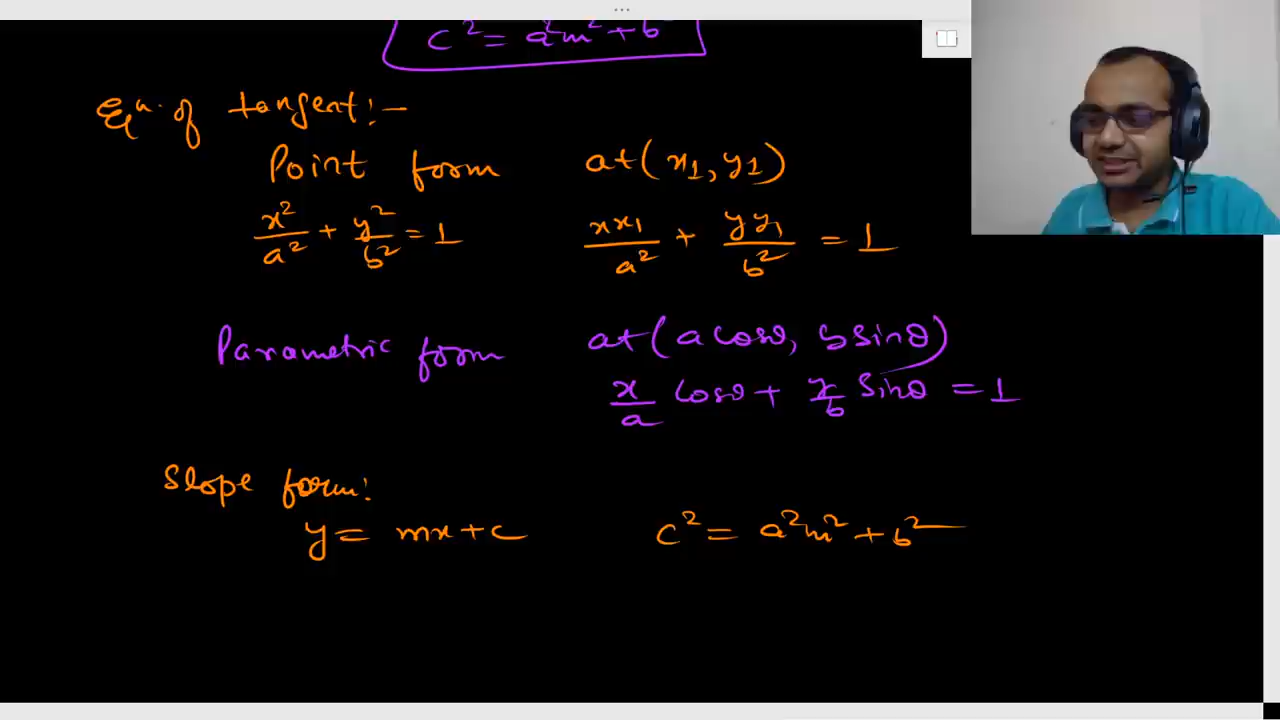 c² = a²m² + b
Eqⁿ. of tangent:-
Point form at (x₁, y₁)
x²/a² + y²/b² = 1 xx₁/a² + yy₁/b² = 1
Parametric form at (a cosθ, b sinθ)
x/a cosθ + y/b sinθ = 1
Slope form:
y = mx + c c² = a²m² + b²